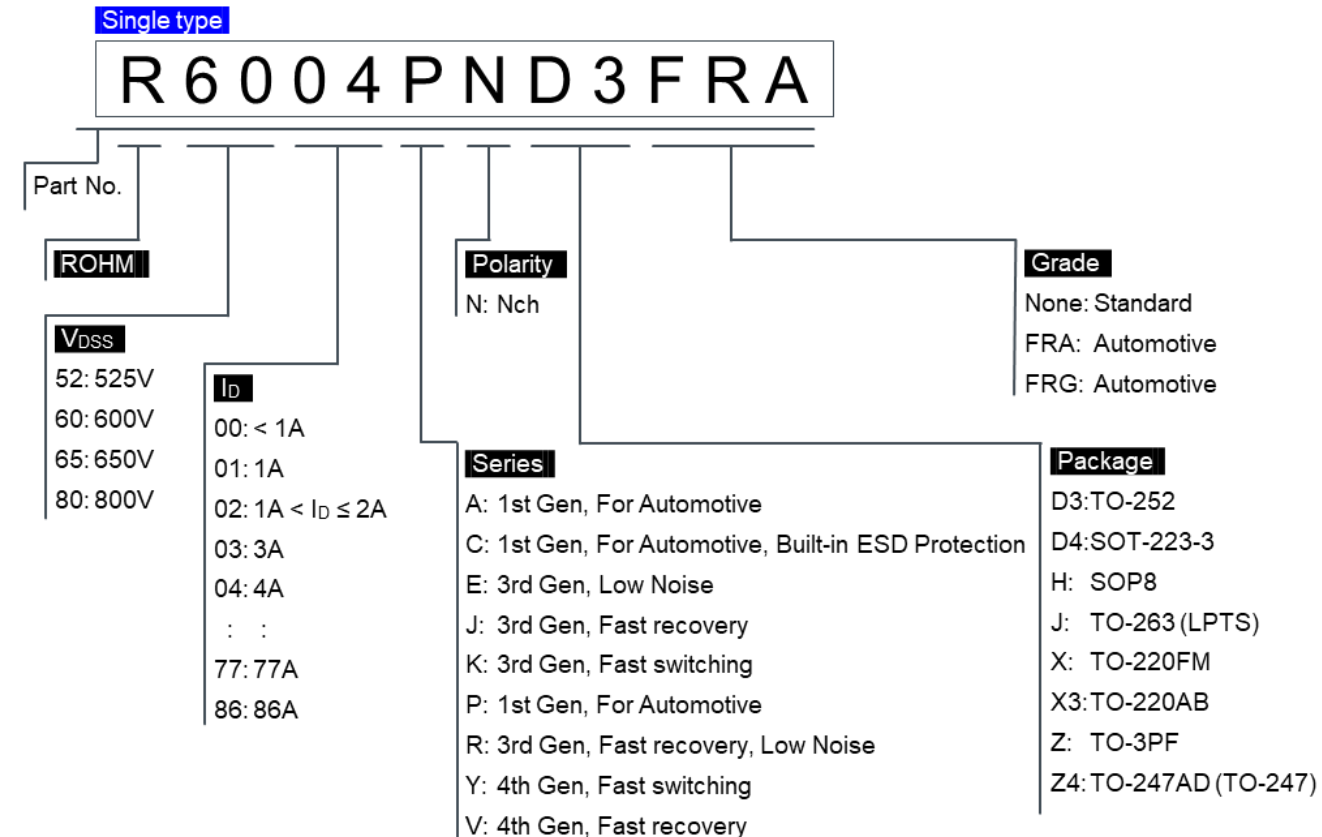 Single type
R6004PND3FRA
Part No.
ROHM
VDSS
52: 525V
60: 600V
65: 650V
80: 800V
ID
00: < 1A
01: 1A
02: 1A < ID ≤ 2A
03: 3A
04: 4A
: :
77: 77A
86: 86A
Series
A: 1st Gen, For Automotive
C: 1st Gen, For Automotive, Built-in ESD Protection
E: 3rd Gen, Low Noise
J: 3rd Gen, Fast recovery
K: 3rd Gen, Fast switching
P: 1st Gen, For Automotive
R: 3rd Gen, Fast recovery, Low Noise
Y: 4th Gen, Fast switching
V: 4th Gen, Fast recovery
Polarity
N: Nch
Package
D3: TO-252
D4: SOT-223-3
H: SOP8
J: TO-263 (LPTS)
X: TO-220FM
X3: TO-220AB
Z: TO-3PF
Z4: TO-247AD (TO-247)
Grade
None: Standard
FRA: Automotive
FRG: Automotive